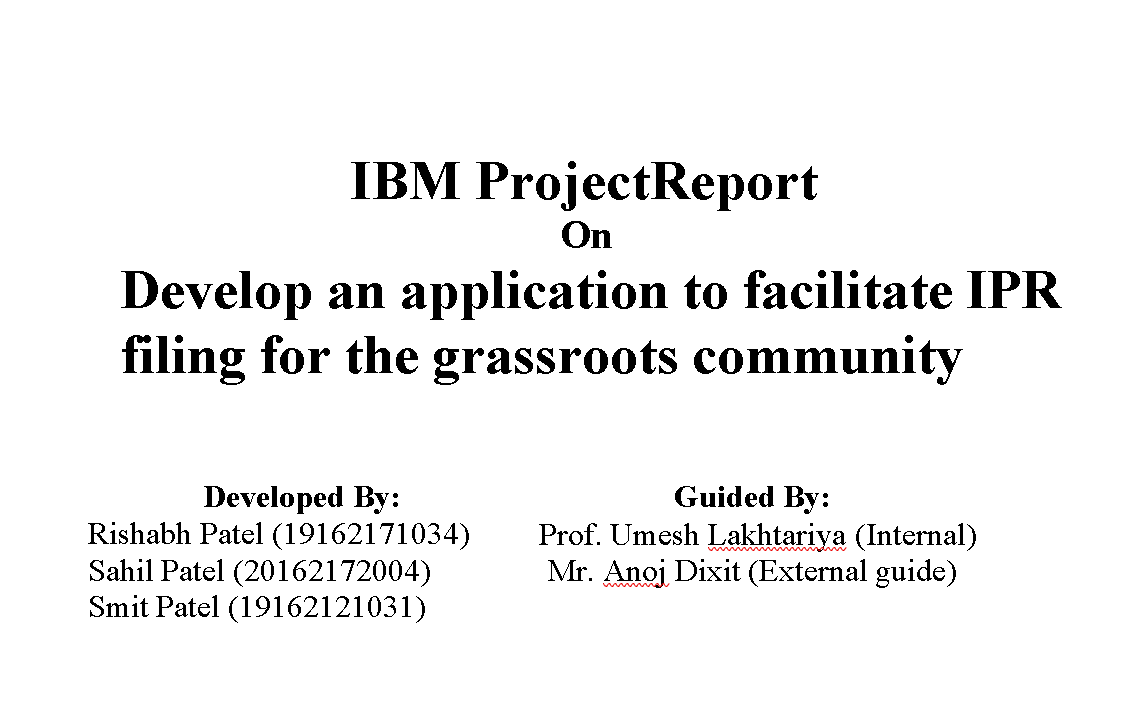 IBM ProjectReport
On
Develop an application to facilitate IPR
filing for the grassroots community
Developed By:
Rishabh Patel (19162171034)
Sahil Patel (20162172004)
Smit Patel (19162121031)
Guided By:
Prof. Umesh Lakhtariya (Internal)
Mr. Anoj Dixit (External guide)